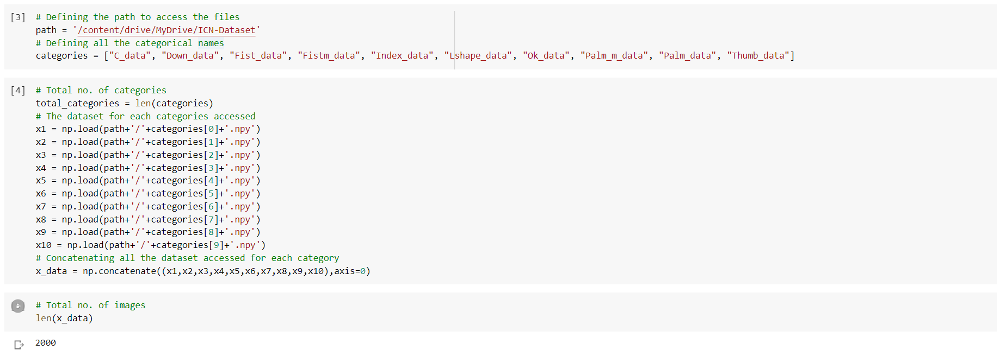 [3] # Defining the path to access the files
path = '/content/drive/MyDrive/ICN-Dataset'
# Defining all the categorical names
categories = ["C_data", "Down_data", "Fist_data", "Fistm_data", "Index_data", "Lshape_data", "Ok_data", "Palm_m_data", "Palm_data", "Thumb_data"]
[4] # Total no. of categories
total_categories = len(categories)
# The dataset for each categories accessed
x1 = np.load(path+'/'+categories[0]+'.npy')
x2 = np.load(path+'/'+categories[1]+'.npy')
x3 = np.load(path+'/'+categories[2]+'.npy')
x4 = np.load(path+'/'+categories[3]+'.npy')
x5 = np.load(path+'/'+categories[4]+'.npy')
x6 = np.load(path+'/'+categories[5]+'.npy')
x7 = np.load(path+'/'+categories[6]+'.npy')
x8 = np.load(path+'/'+categories[7]+'.npy')
x9 = np.load(path+'/'+categories[8]+'.npy')
x10 = np.load(path+'/'+categories[9]+'.npy')
# Concatenating all the dataset accessed for each category
x_data = np.concatenate((x1,x2,x3,x4,x5,x6,x7,x8,x9,x10),axis=0)
# Total no. of images
len(x_data)
2000